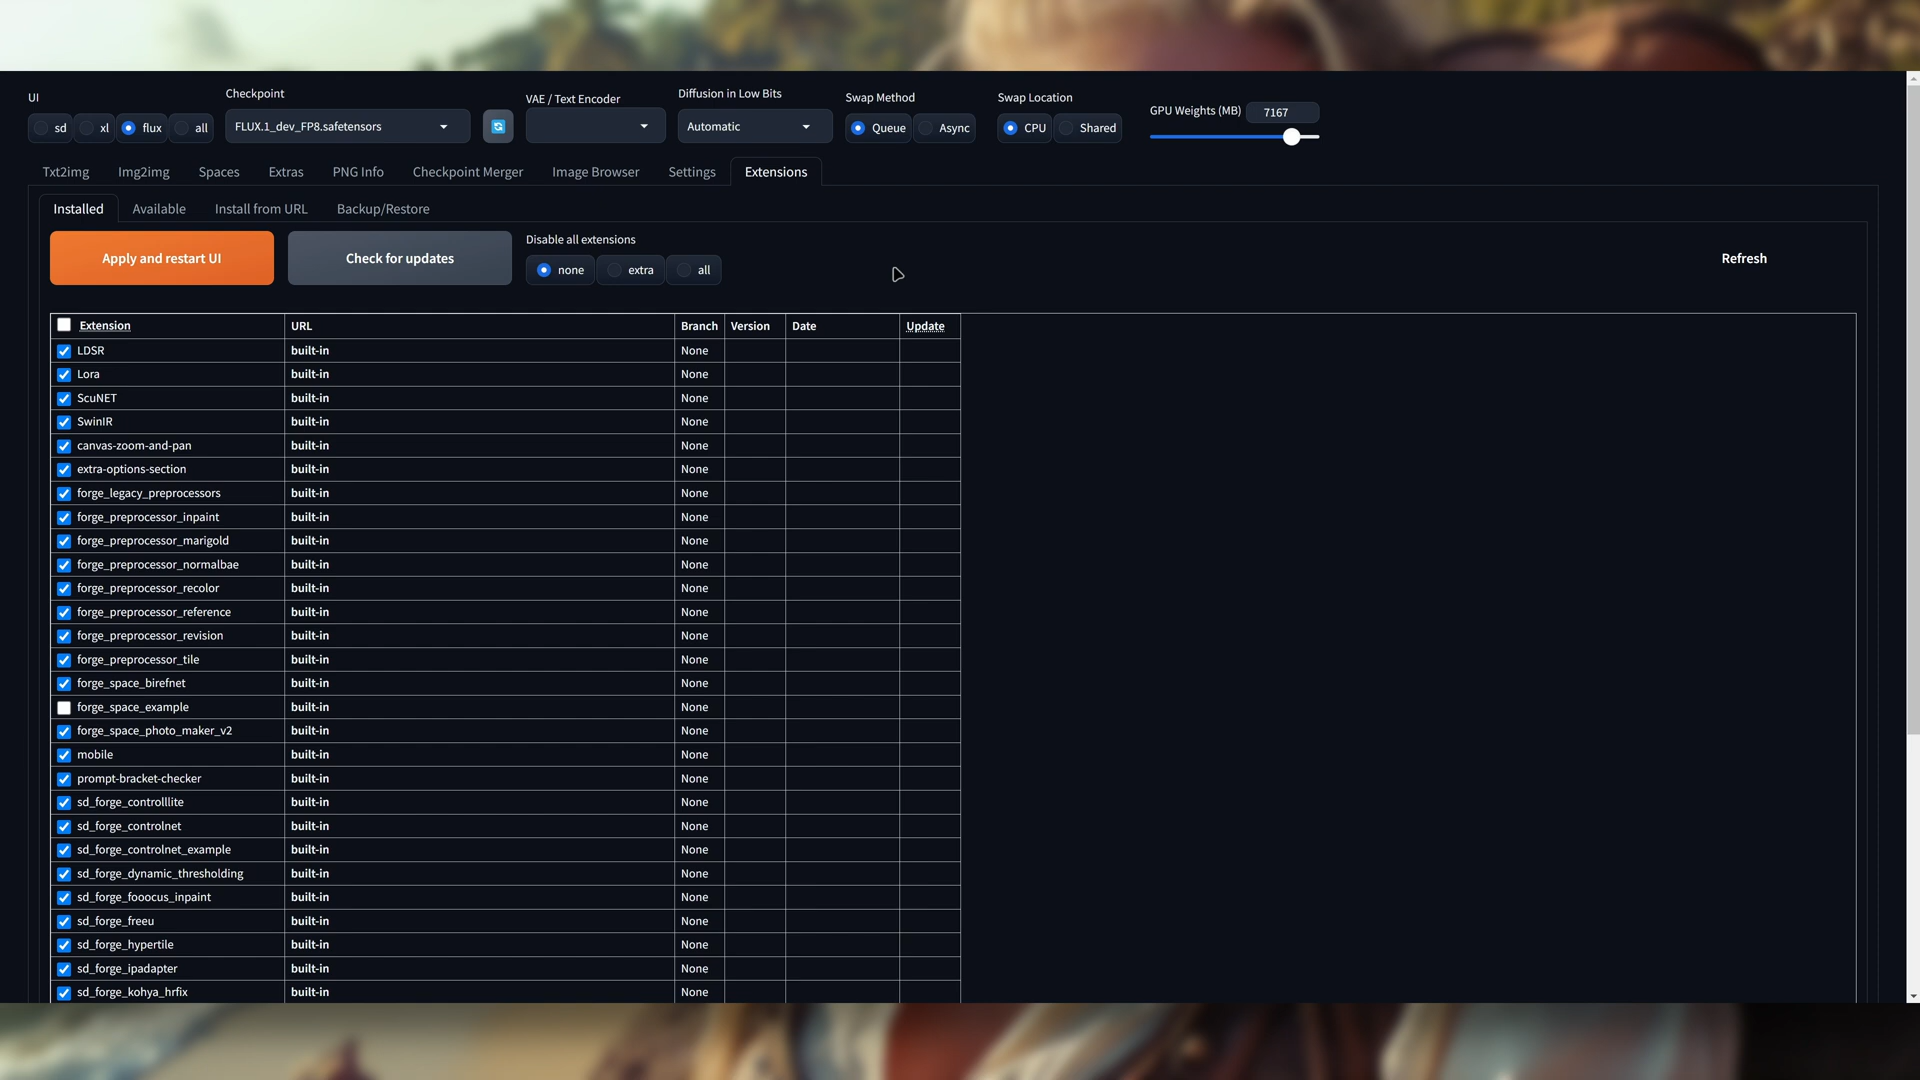 UI
sd xl flux all
Checkpoint
FLUX.1_dev_FP8.safetensors
VAE / Text Encoder
Diffusion in Low Bits
Automatic
Swap Method
Queue Async
Swap Location
CPU Shared
GPU Weights (MB) 7167
Txt2img Img2img Spaces Extras PNG Info Checkpoint Merger Image Browser Settings Extensions
Installed Available Install from URL Backup/Restore
Apply and restart UI
Check for updates
Disable all extensions
none extra all
Refresh
Extension URL Branch Version Date Update
LDSR built-in None
Lora built-in None
ScuNET built-in None
SwinIR built-in None
canvas-zoom-and-pan built-in None
extra-options-section built-in None
forge_legacy_preprocessors built-in None
forge_preprocessor_inpaint built-in None
forge_preprocessor_marigold built-in None
forge_preprocessor_normalbae built-in None
forge_preprocessor_recolor built-in None
forge_preprocessor_reference built-in None
forge_preprocessor_revision built-in None
forge_preprocessor_tile built-in None
forge_space_birefnet built-in None
forge_space_example built-in None
forge_space_photo_maker_v2 built-in None
mobile built-in None
prompt-bracket-checker built-in None
sd_forge_controlllite built-in None
sd_forge_controlnet built-in None
sd_forge_controlnet_example built-in None
sd_forge_dynamic_thresholding built-in None
sd_forge_fooocus_inpaint built-in None
sd_forge_freeu built-in None
sd_forge_hypertile built-in None
sd_forge_ipadapter built-in None
sd_forge_kohya_hrfix built-in None